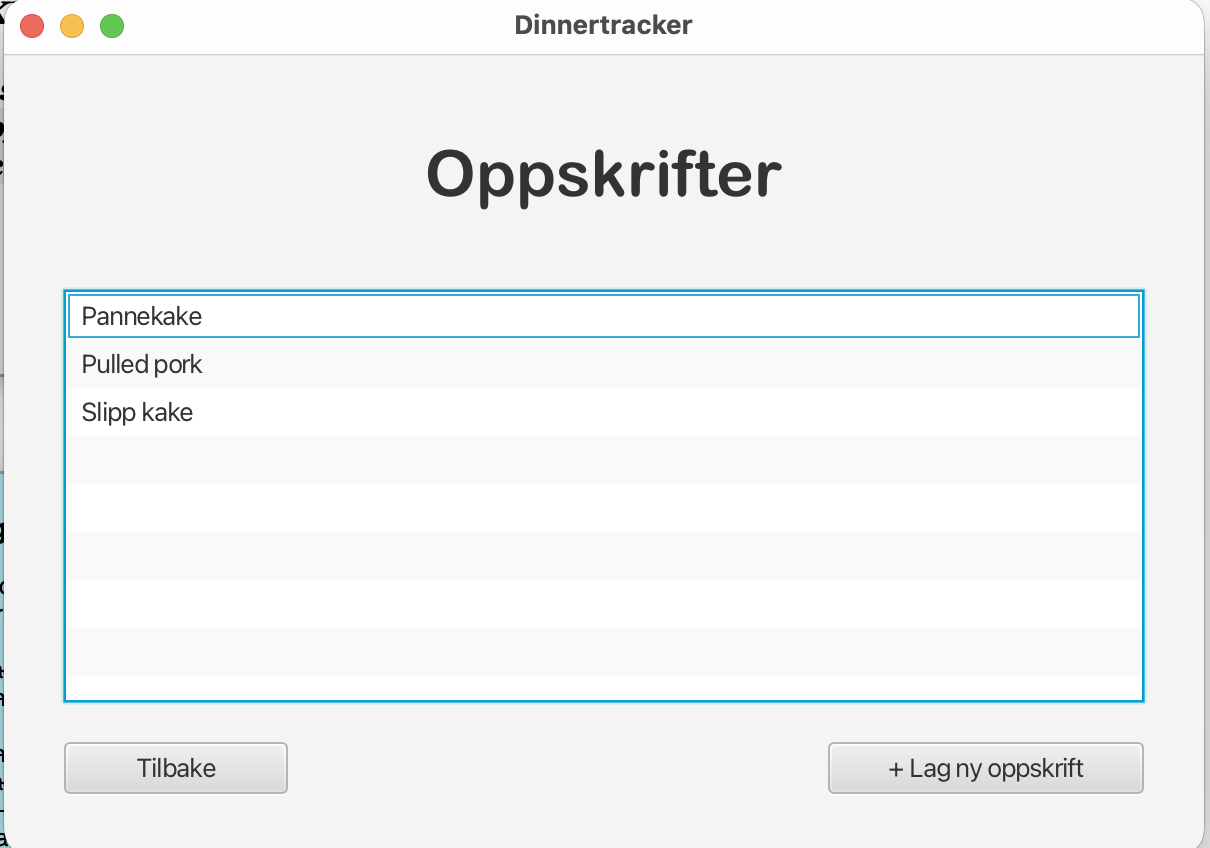 Dinnertracker
Oppskrifter
Pannekake
Pulled pork
Slipp kake
Tilbake
+ Lag ny oppskrift